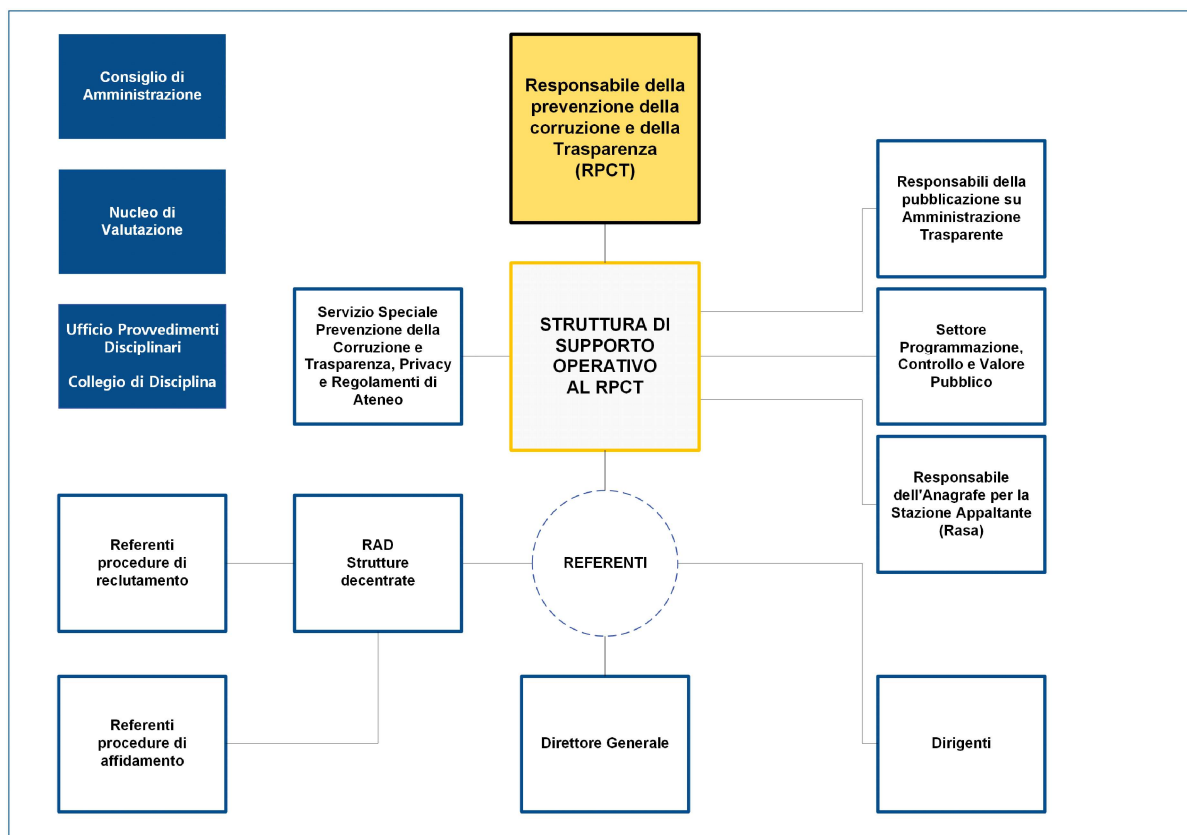 Consiglio di
Amministrazione
Responsabile della
prevenzione della
corruzione e della
Trasparenza
(RPCT)
Nucleo di
Valutazione
Responsabili della
pubblicazione su
Amministrazione
Trasparente
Ufficio Provvedimenti
Disciplinari
Collegio di Disciplina
Servizio Speciale
Prevenzione della
Corruzione e
Trasparenza, Privacy
e Regolamenti di
Ateneo
STRUTTURA DI
SUPPORTO
OPERATIVO
AL RPCT
Settore
Programmazione,
Controllo e Valore
Pubblico
Responsabile
dell'Anagrafe per la
Stazione Appaltante
(Rasa)
Referenti
procedure di
reclutamento
RAD
Strutture
decentrate
REFERENTI
Referenti
procedure di
affidamento
Direttore Generale
Dirigenti